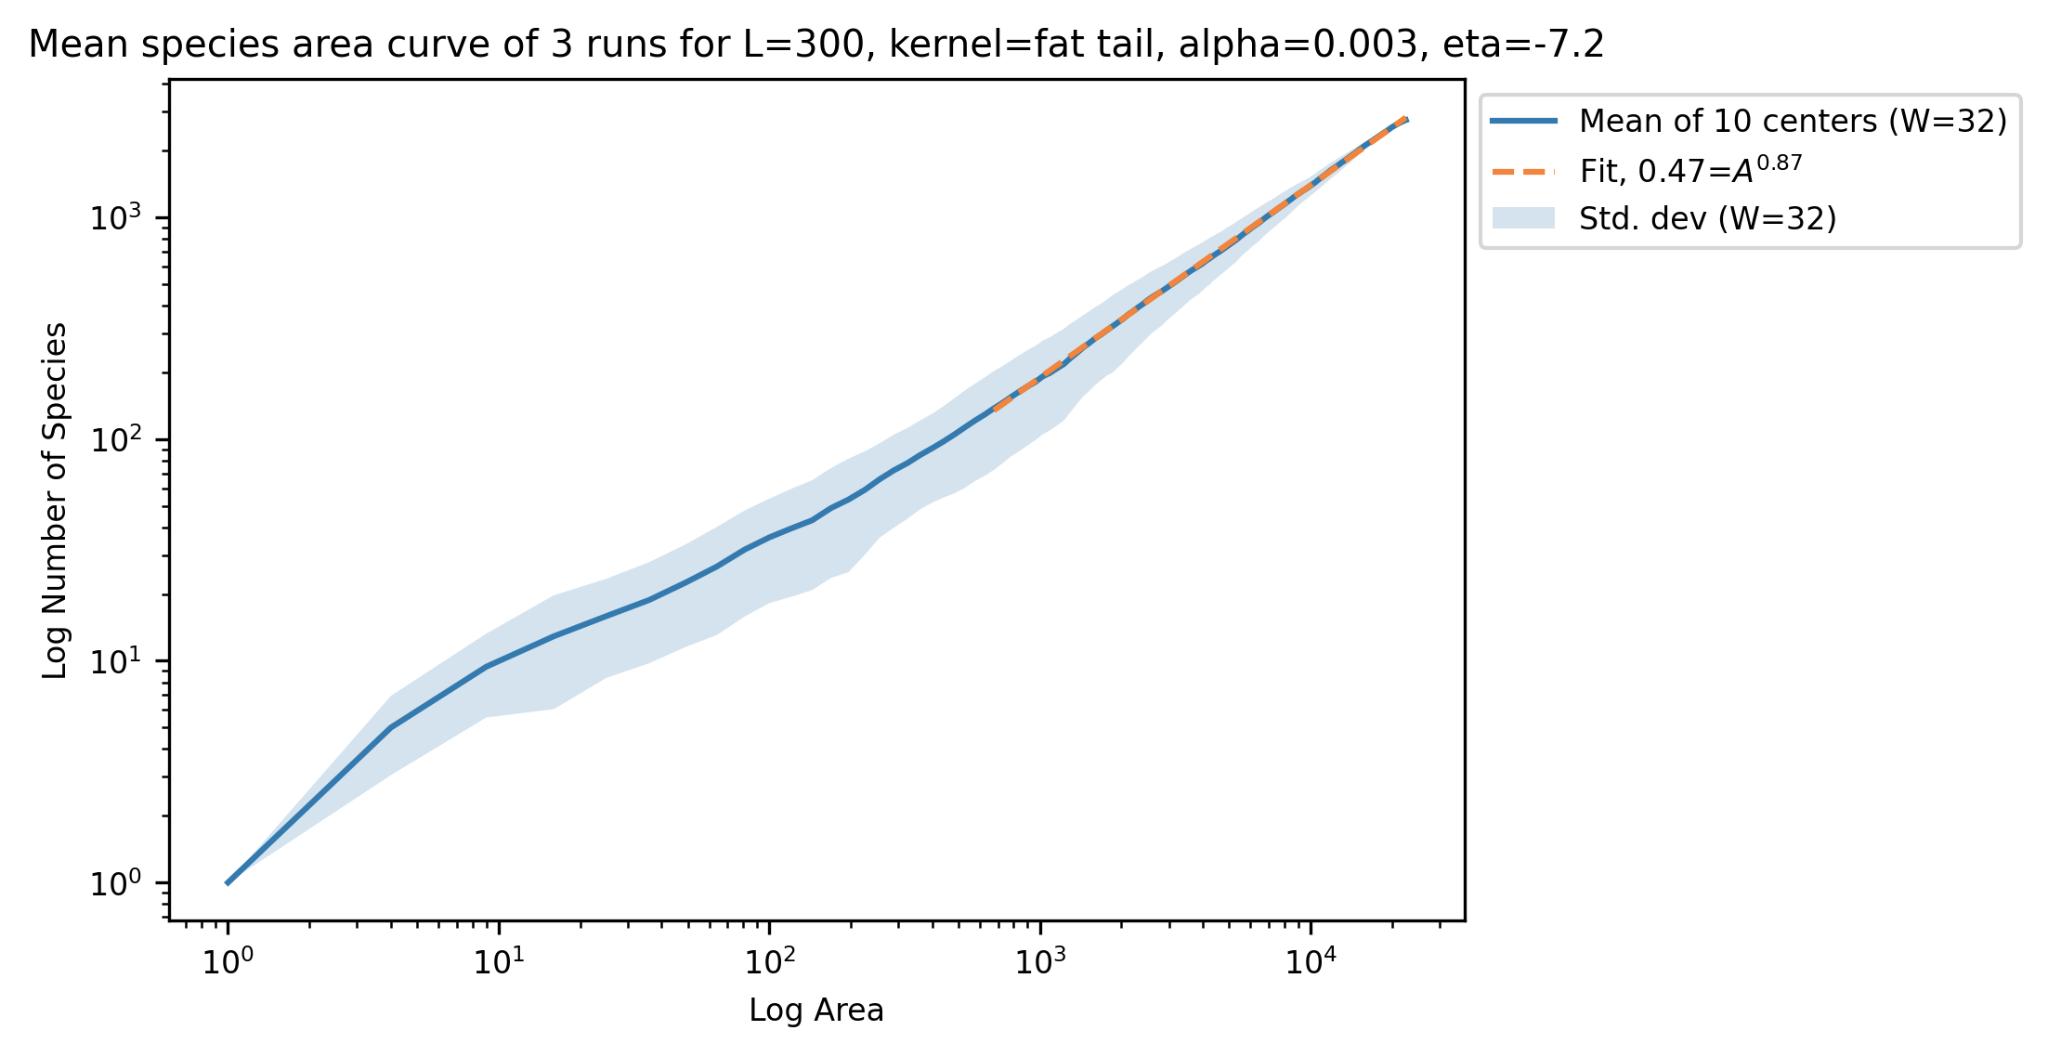 Mean species area curve of 3 runs for L=300, kernel=fat tail, alpha=0.003, eta=-7.2
Mean of 10 centers (W=32)
Fit, 0.47=A^0.87
Std. dev (W=32)
Log Number of Species
10^3
10^2
10^1
10^0
10^0 10^1 10^2 10^3 10^4
Log Area